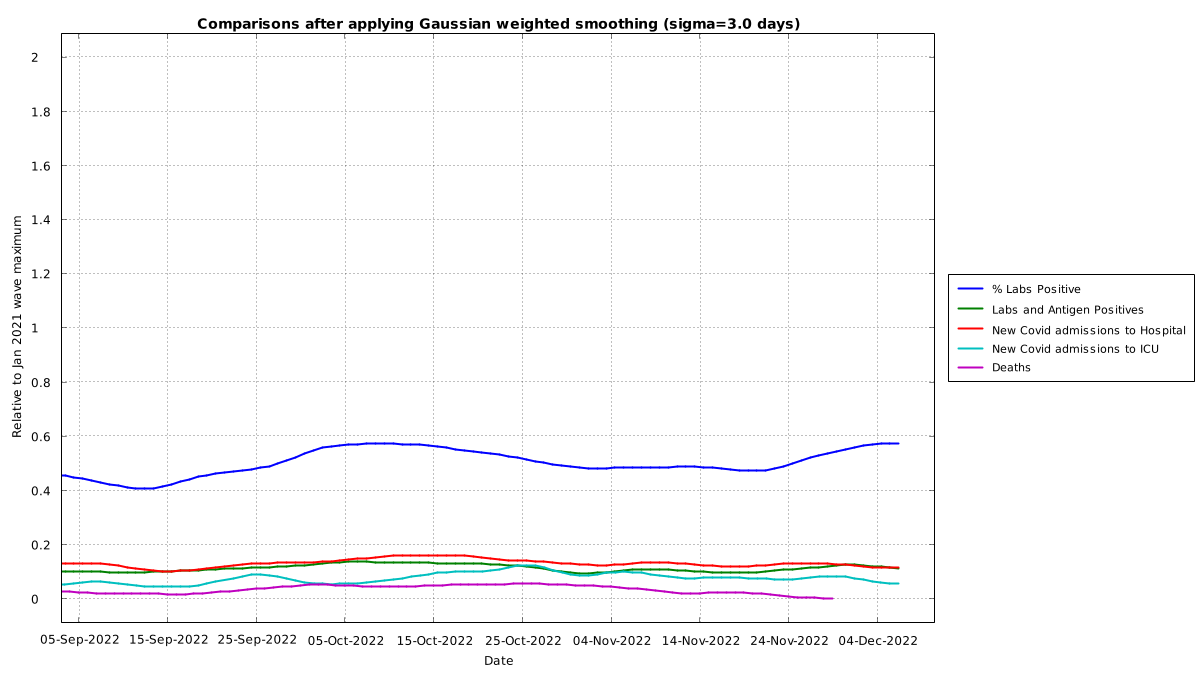 Comparisons after applying Gaussian weighted smoothing (sigma=3.0 days)
Relative to Jan 2021 wave maximum
2
1.8
1.6
1.4
1.2
1
0.8
0.6
0.4
0.2
0
05-Sep-2022 15-Sep-2022 25-Sep-2022 05-Oct-2022 15-Oct-2022 25-Oct-2022 04-Nov-2022 14-Nov-2022 24-Nov-2022 04-Dec-2022
Date
% Labs Positive
Labs and Antigen Positives
New Covid admissions to Hospital
New Covid admissions to ICU
Deaths